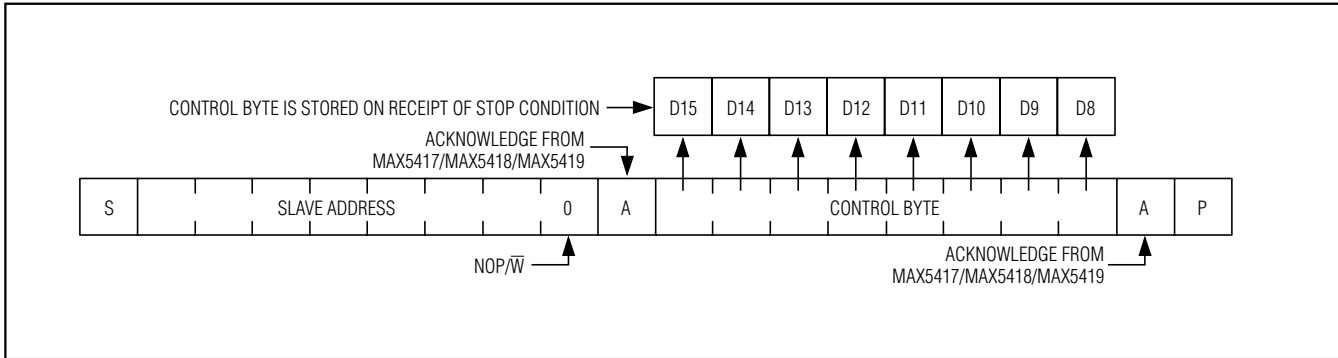 CONTROL BYTE IS STORED ON RECEIPT OF STOP CONDITION D15 D14 D13 D12 D11 D10 D9 D8
ACKNOWLEDGE FROM
MAX5417/MAX5418/MAX5419
S SLAVE ADDRESS 0 A CONTROL BYTE A P
NOP/W̅
ACKNOWLEDGE FROM
MAX5417/MAX5418/MAX5419